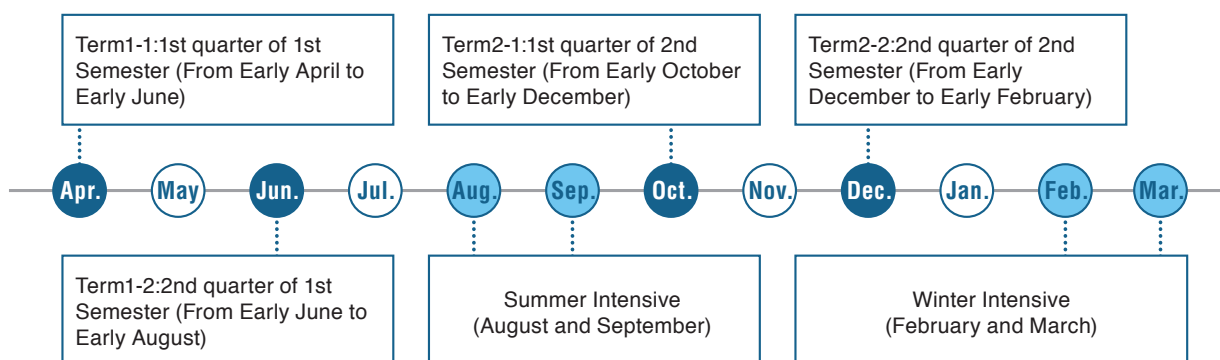 Term1-1:1st quarter of 1st
Semester (From Early April to
Early June)
Term2-1:1st quarter of 2nd
Semester (From Early October
to Early December)
Term2-2:2nd quarter of 2nd
Semester (From Early
December to Early February)
Apr. May Jun. Jul. Aug. Sep. Oct. Nov. Dec. Jan. Feb. Mar.
Term1-2:2nd quarter of 1st
Semester (From Early June to
Early August)
Summer Intensive
(August and September)
Winter Intensive
(February and March)